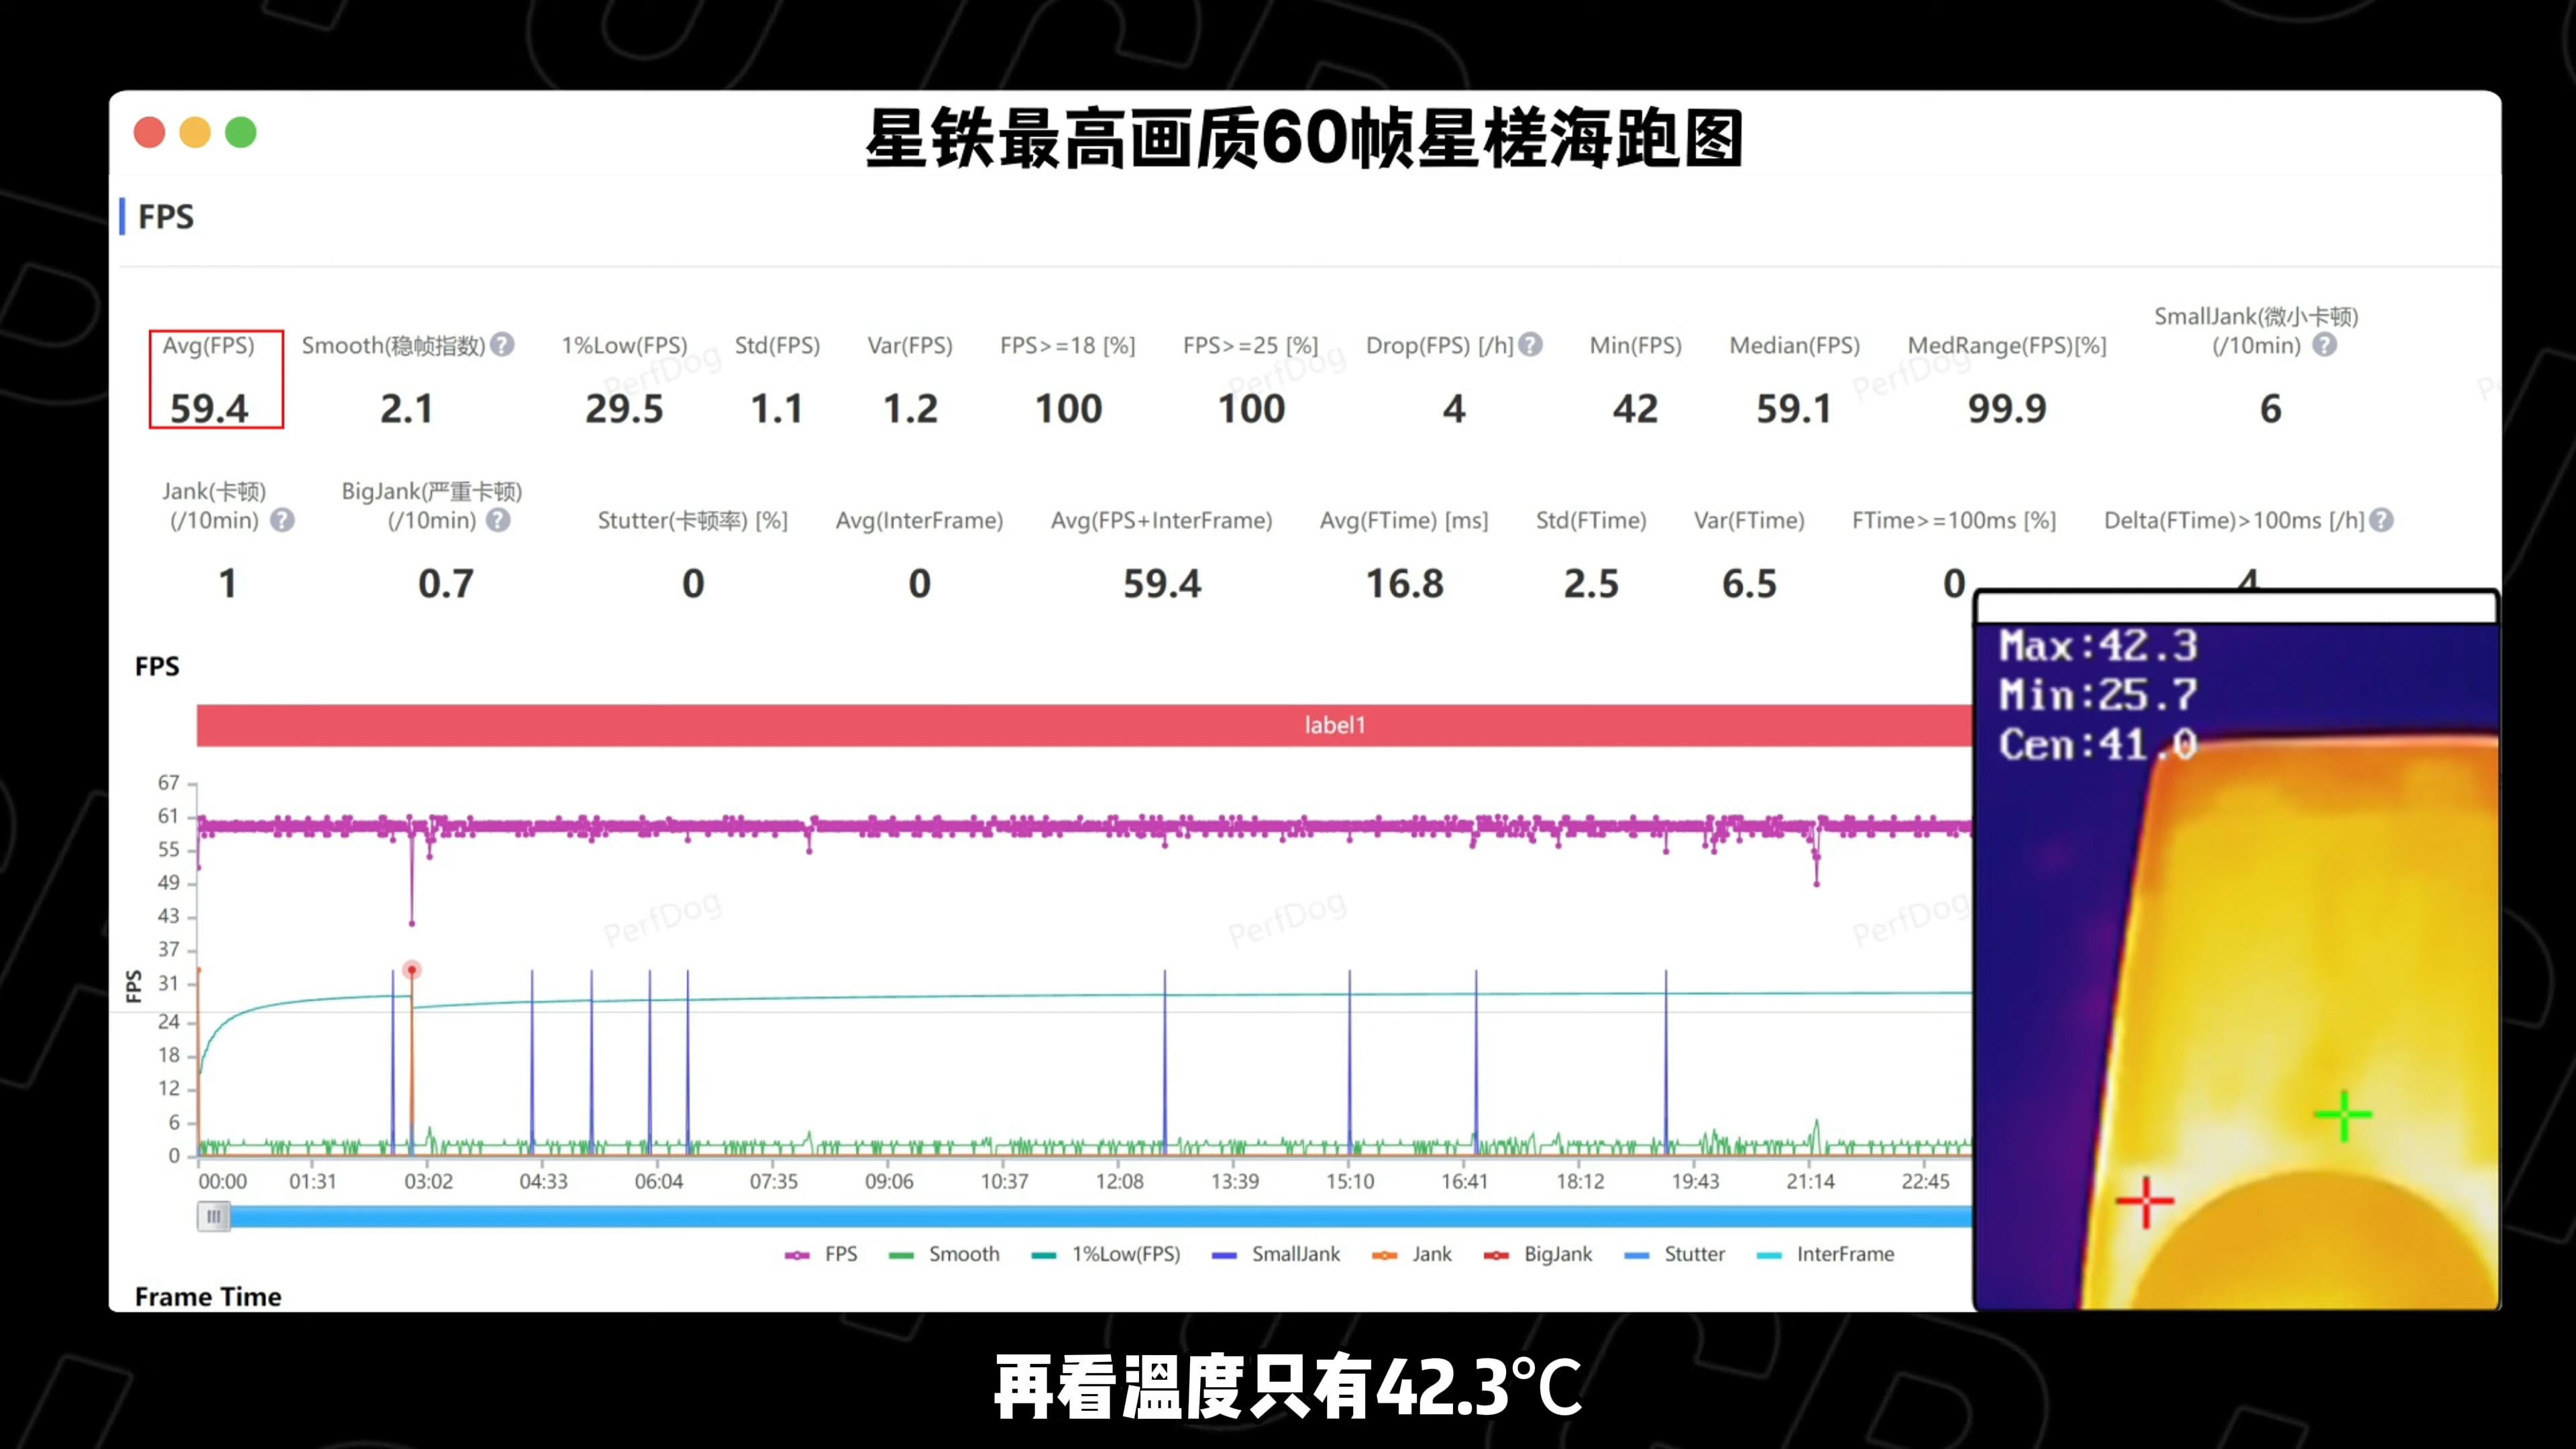 星铁最高画质60帧星槎海跑图
FPS
Avg(FPS) Smooth(稳帧指数) ? 1%Low(FPS) Std(FPS) Var(FPS) FPS>=18 [%] FPS>=25 [%] Drop(FPS) [/h] ? Min(FPS) Median(FPS) MedRange(FPS)[%] SmallJank(微小卡顿)
(/10min) ?
59.4 2.1 29.5 1.1 1.2 100 100 4 42 59.1 99.9 6
Jank(卡顿) BigJank(严重卡顿)
(/10min) ? (/10min) ? Stutter(卡顿率) [%] Avg(InterFrame) Avg(FPS+InterFrame) Avg(FTime) [ms] Std(FTime) Var(FTime) FTime>=100ms [%] Delta(FTime)>100ms [/h] ?
1 0.7 0 0 59.4 16.8 2.5 6.5 0 4
Max:42.3
Min:25.7
Cen:41.0
FPS
label1
67
61
55
49
43
37
31
24
18
12
6
0
FPS
PerfDog PerfDog PerfDog
PerfDog PerfDog PerfDog
00:00 01:31 03:02 04:33 06:04 07:35 09:06 10:37 12:08 13:39 15:10 16:41 18:12 19:43 21:14 22:45
FPS Smooth 1%Low(FPS) SmallJank Jank BigJank Stutter InterFrame
Frame Time
再看溫度只有42.3℃